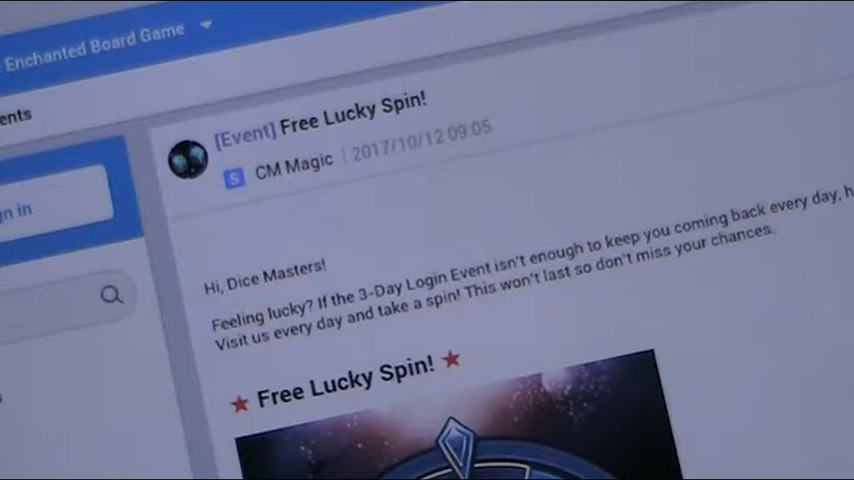 Enchanted Board Game
ents
[Event] Free Lucky Spin!
S CM Magic | 2017/10/12 09:05
gn in
Hi, Dice Masters!
Feeling lucky? If the 3-Day Login Event isn't enough to keep you coming back every day, h
Visit us every day and take a spin! This won't last so don't miss your chances.
★ Free Lucky Spin! ★